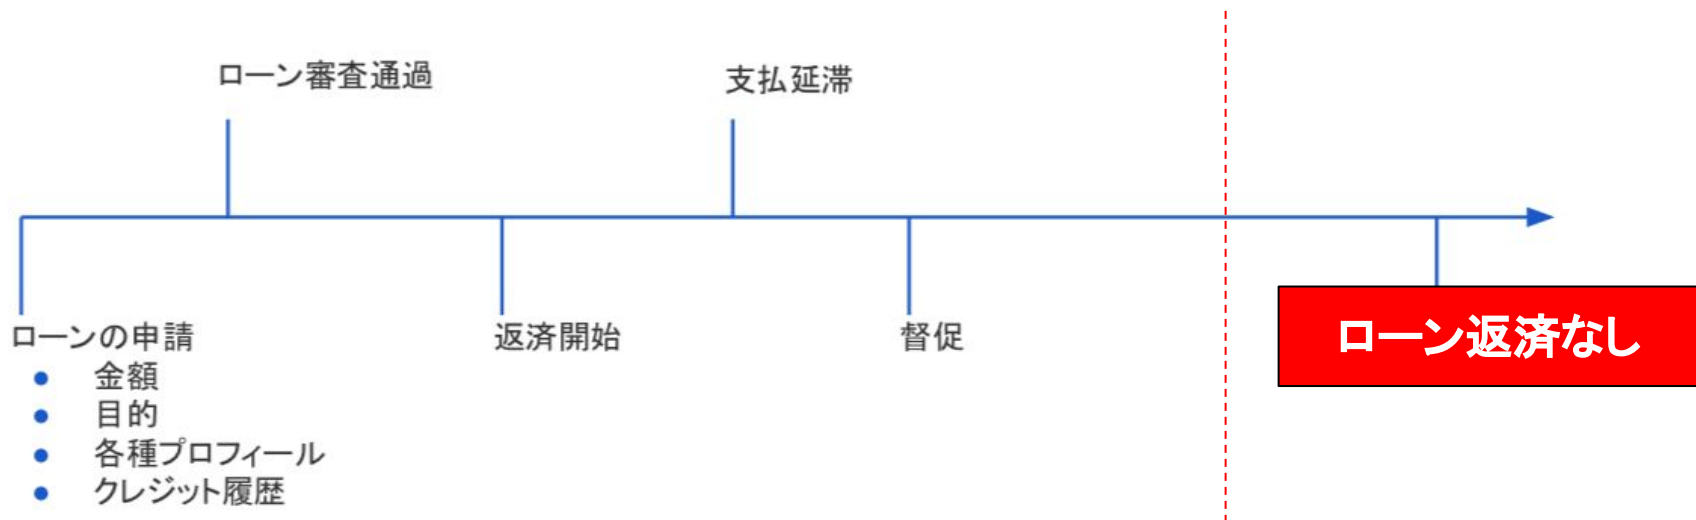 ローン審査通過
支払延滞
ローンの申請
● 金額
● 目的
● 各種プロフィール
● クレジット履歴
返済開始
督促
ローン返済なし